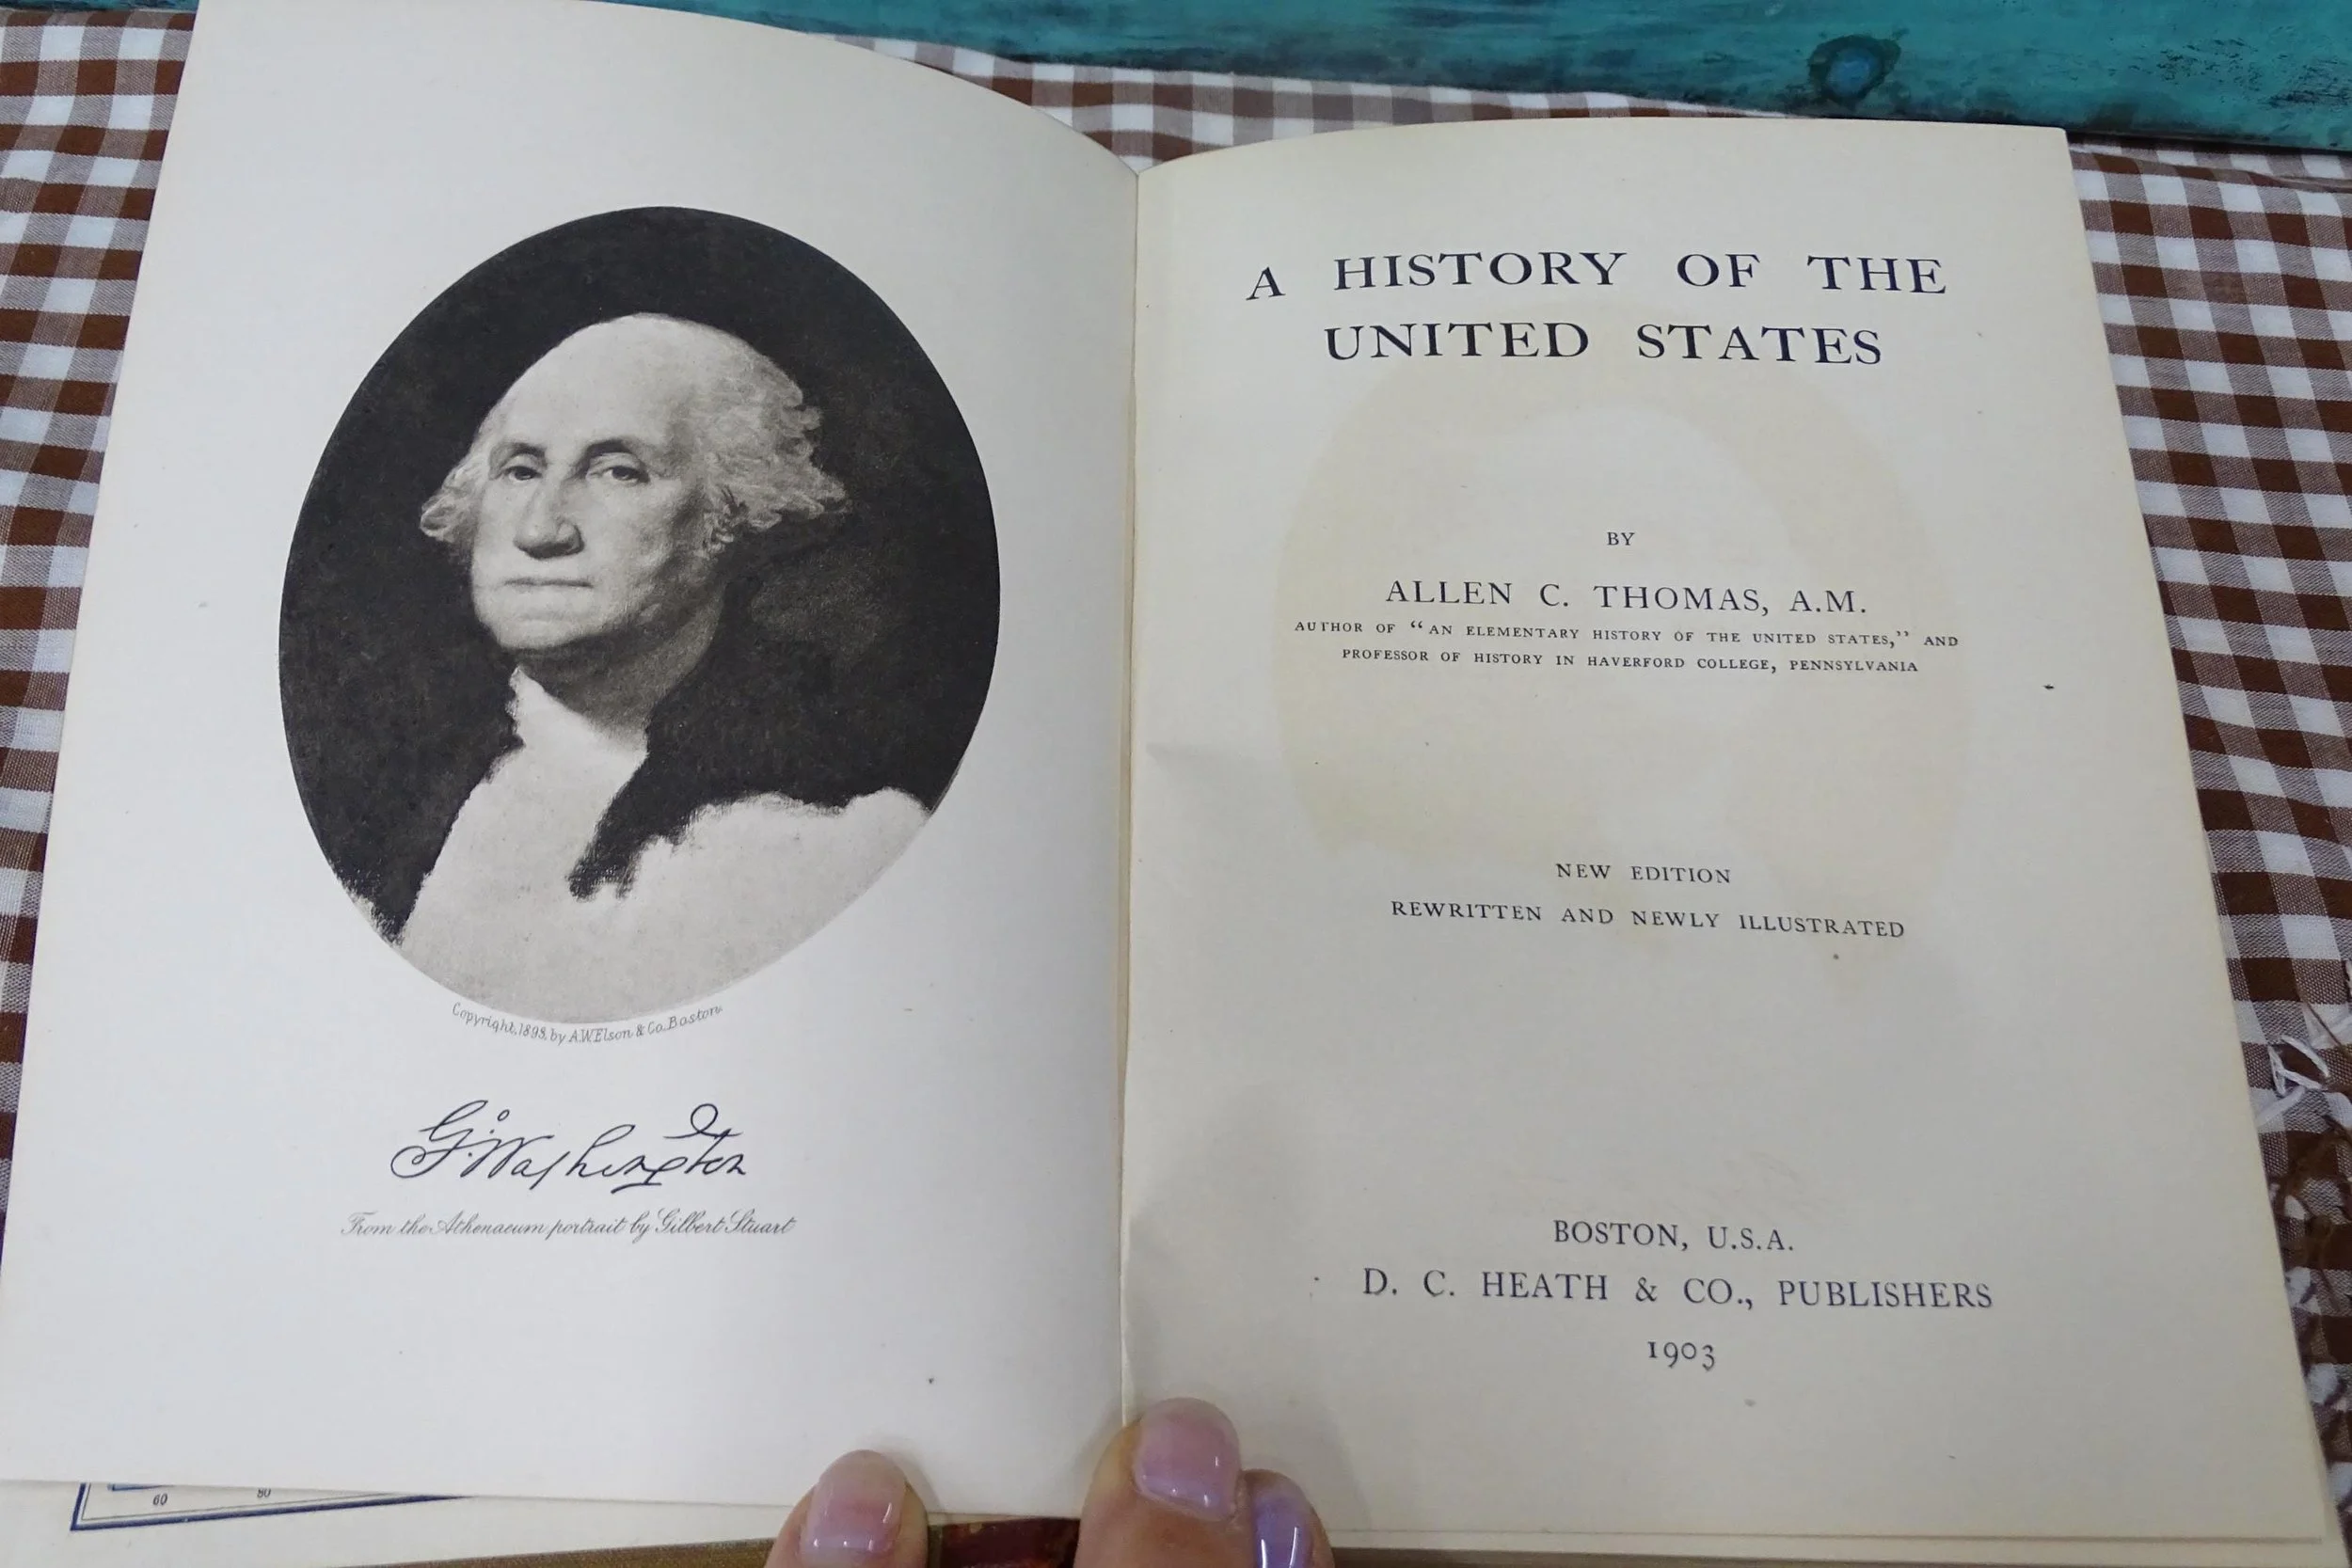 Copyright, 1898, by A.W. Elson & Co. Boston.
G. Washington
From the Athenaeum portrait by Gilbert Stuart
60 80
A HISTORY OF THE
UNITED STATES
BY
ALLEN C. THOMAS, A.M.
AUTHOR OF “AN ELEMENTARY HISTORY OF THE UNITED STATES,” AND
PROFESSOR OF HISTORY IN HAVERFORD COLLEGE, PENNSYLVANIA
NEW EDITION
REWRITTEN AND NEWLY ILLUSTRATED
BOSTON, U.S.A.
D. C. HEATH & CO., PUBLISHERS
1903